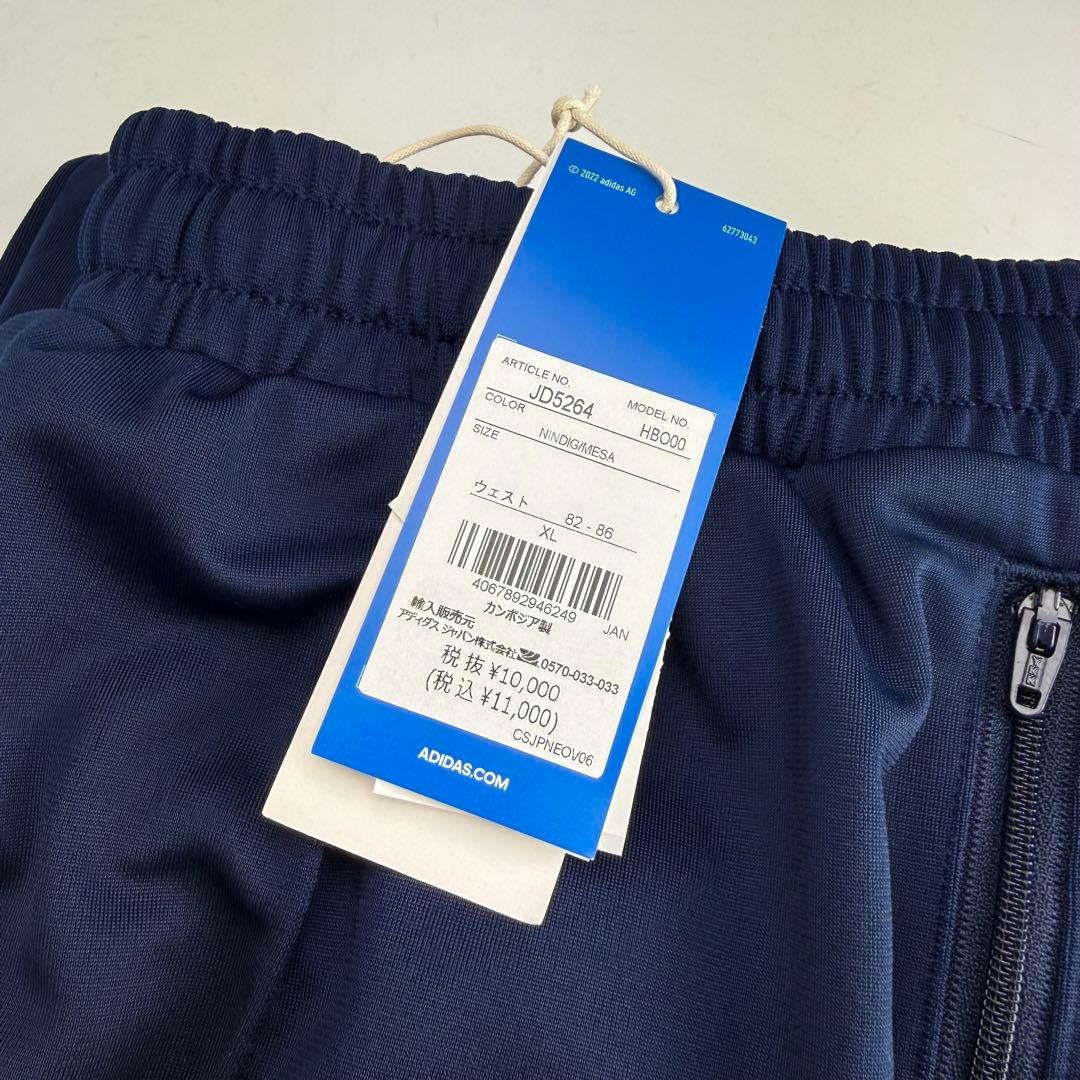 © 2022 adidas AG
62773043
ARTICLE NO.
JD5264
MODEL NO.
HBO00
COLOR
NINDIG/MESA
SIZE
ウェスト 82 - 86
XL
4067892946249 JAN
カンボジア製
輸入販売元
アディダス ジャパン株式会社 0570-033-033
税抜 ¥10,000
(税込 ¥11,000)
CSJPNEOV06
ADIDAS.COM
YKK